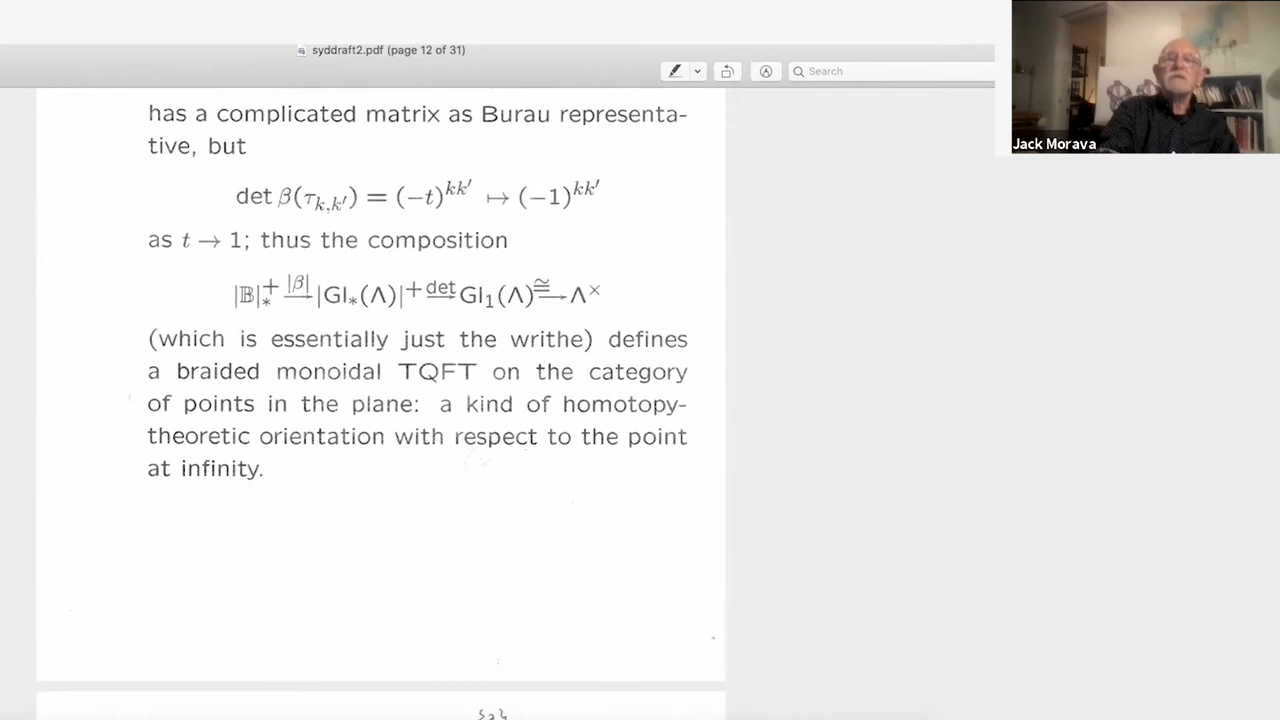 syddraft2.pdf (page 12 of 31)
Search
Jack Morava
has a complicated matrix as Burau representa-
tive, but
det β(τ_{k,k'}) = (−t)^{kk'} ↦ (−1)^{kk'}
as t → 1; thus the composition
|𝔹|_*^+ →^{|β|} |Gl_*(Λ)|^+ →^{det} Gl_1(Λ) →^{≅} Λ^×
(which is essentially just the writhe) defines
a braided monoidal TQFT on the category
of points in the plane: a kind of homotopy-
theoretic orientation with respect to the point
at infinity.